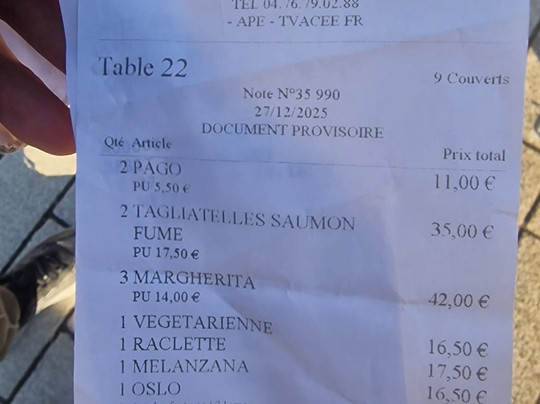 TEL 04.76.79.02.88
- APE - TVACEE FR
Table 22
9 Couverts
Note N°35 990
27/12/2025
DOCUMENT PROVISOIRE
Qté Article Prix total
2 PAGO 11,00 €
PU 5,50 €
2 TAGLIATELLES SAUMON FUME 35,00 €
PU 17,50 €
3 MARGHERITA 42,00 €
PU 14,00 €
1 VEGETARIENNE 16,50 €
1 RACLETTE 17,50 €
1 MELANZANA 16,50 €
1 OSLO